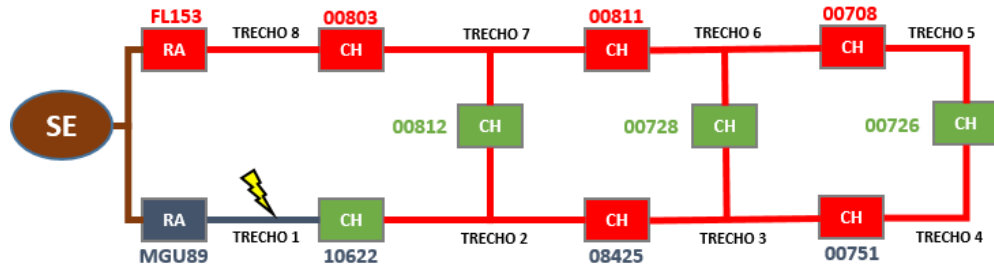 FL153
00803
00811
00708
RA
TRECHO 8
CH
TRECHO 7
CH
TRECHO 6
CH
TRECHO 5
SE
00812
CH
00728
CH
00726
CH
RA
TRECHO 1
CH
TRECHO 2
CH
TRECHO 3
CH
TRECHO 4
MGU89
10622
08425
00751